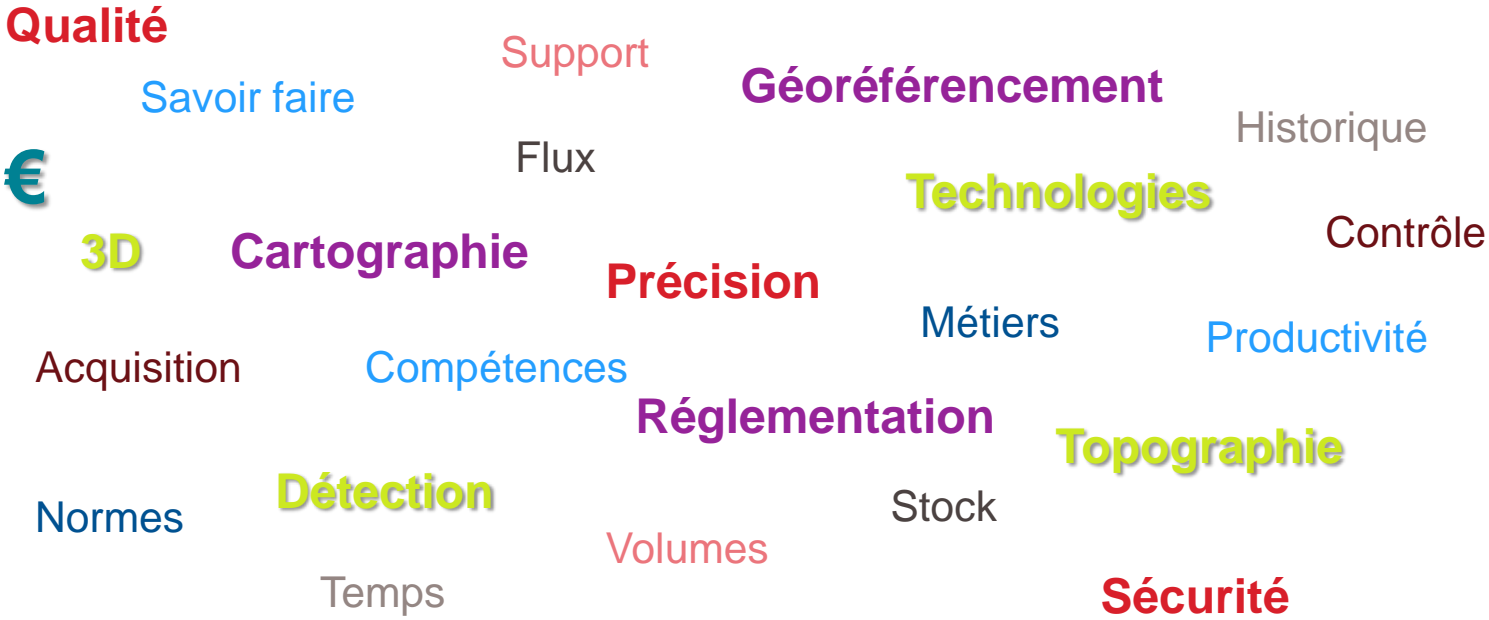 Qualité
Support
Savoir faire
Géoréférencement
Historique
Flux
€
Technologies
Contrôle
3D
Cartographie
Précision
Métiers
Productivité
Acquisition
Compétences
Réglementation
Topographie
Détection
Stock
Normes
Volumes
Temps
Sécurité